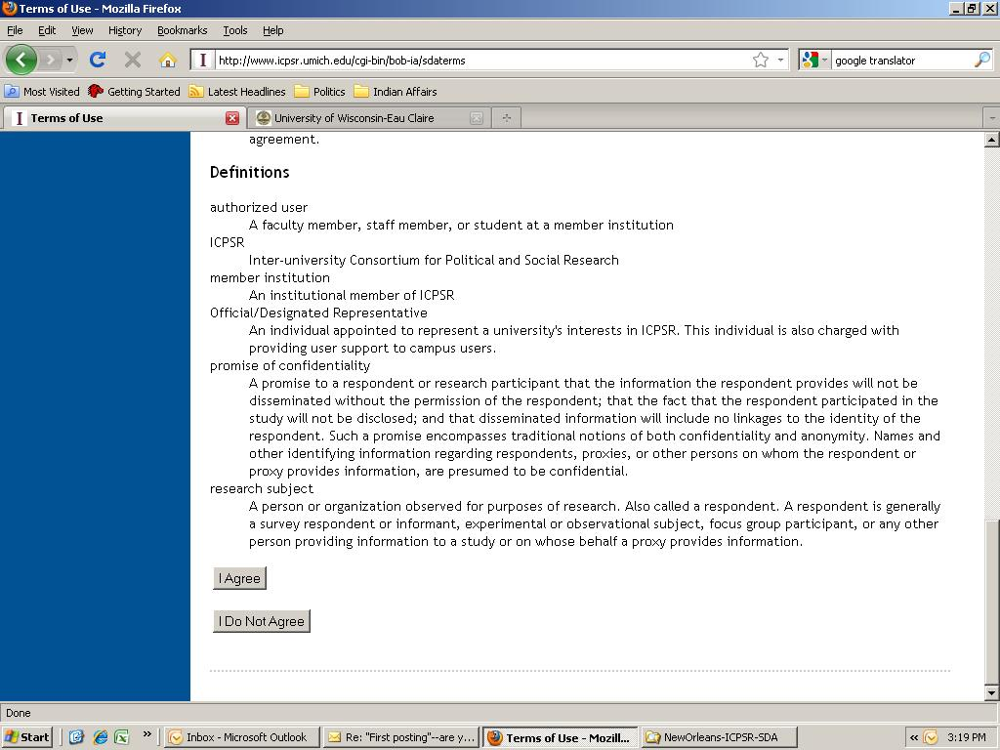 Terms of Use - Mozilla Firefox
File Edit View History Bookmarks Tools Help
I http://www.icpsr.umich.edu/cgi-bin/bob-ia/sdaterms google translator
Most Visited Getting Started Latest Headlines Politics Indian Affairs
I Terms of Use University of Wisconsin-Eau Claire
agreement.
Definitions
authorized user
A faculty member, staff member, or student at a member institution
ICPSR
Inter-university Consortium for Political and Social Research
member institution
An institutional member of ICPSR
Official/Designated Representative
An individual appointed to represent a university's interests in ICPSR. This individual is also charged with
providing user support to campus users.
promise of confidentiality
A promise to a respondent or research participant that the information the respondent provides will not be
disseminated without the permission of the respondent; that the fact that the respondent participated in the
study will not be disclosed; and that disseminated information will include no linkages to the identity of the
respondent. Such a promise encompasses traditional notions of both confidentiality and anonymity. Names and
other identifying information regarding respondents, proxies, or other persons on whom the respondent or
proxy provides information, are presumed to be confidential.
research subject
A person or organization observed for purposes of research. Also called a respondent. A respondent is generally
a survey respondent or informant, experimental or observational subject, focus group participant, or any other
person providing information to a study or on whose behalf a proxy provides information.
I Agree
I Do Not Agree
Done
Start » Inbox - Microsoft Outlook Re: "First posting"--are y... Terms of Use - Mozill... NewOrleans-ICPSR-SDA « 3:19 PM